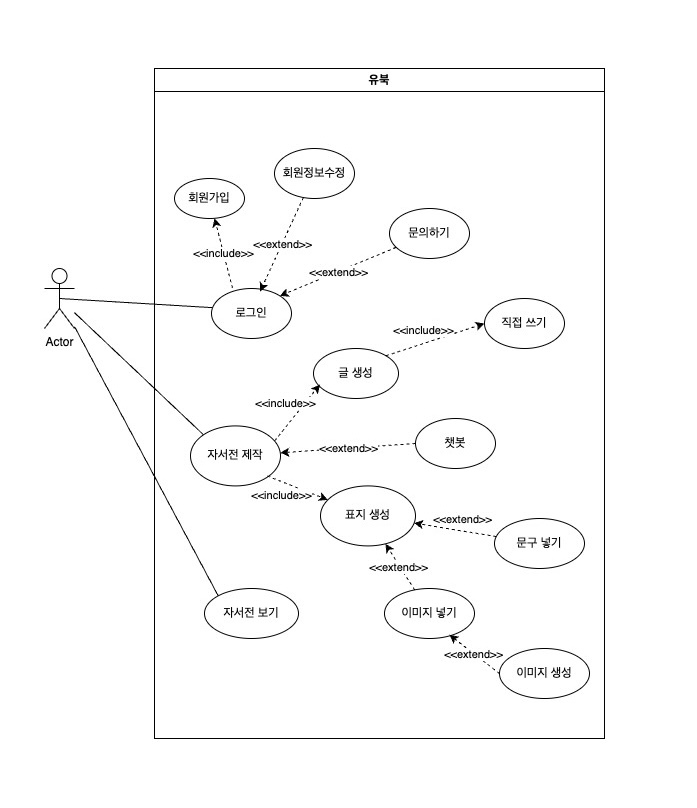 유북
회원정보수정
회원가입
문의하기
<<extend>>
<<include>>
<<extend>>
로그인
Actor
직접 쓰기
<<include>>
글 생성
<<include>>
챗봇
<<extend>>
자서전 제작
<<include>>
표지 생성
<<extend>>
문구 넣기
<<extend>>
자서전 보기
이미지 넣기
<<extend>>
이미지 생성